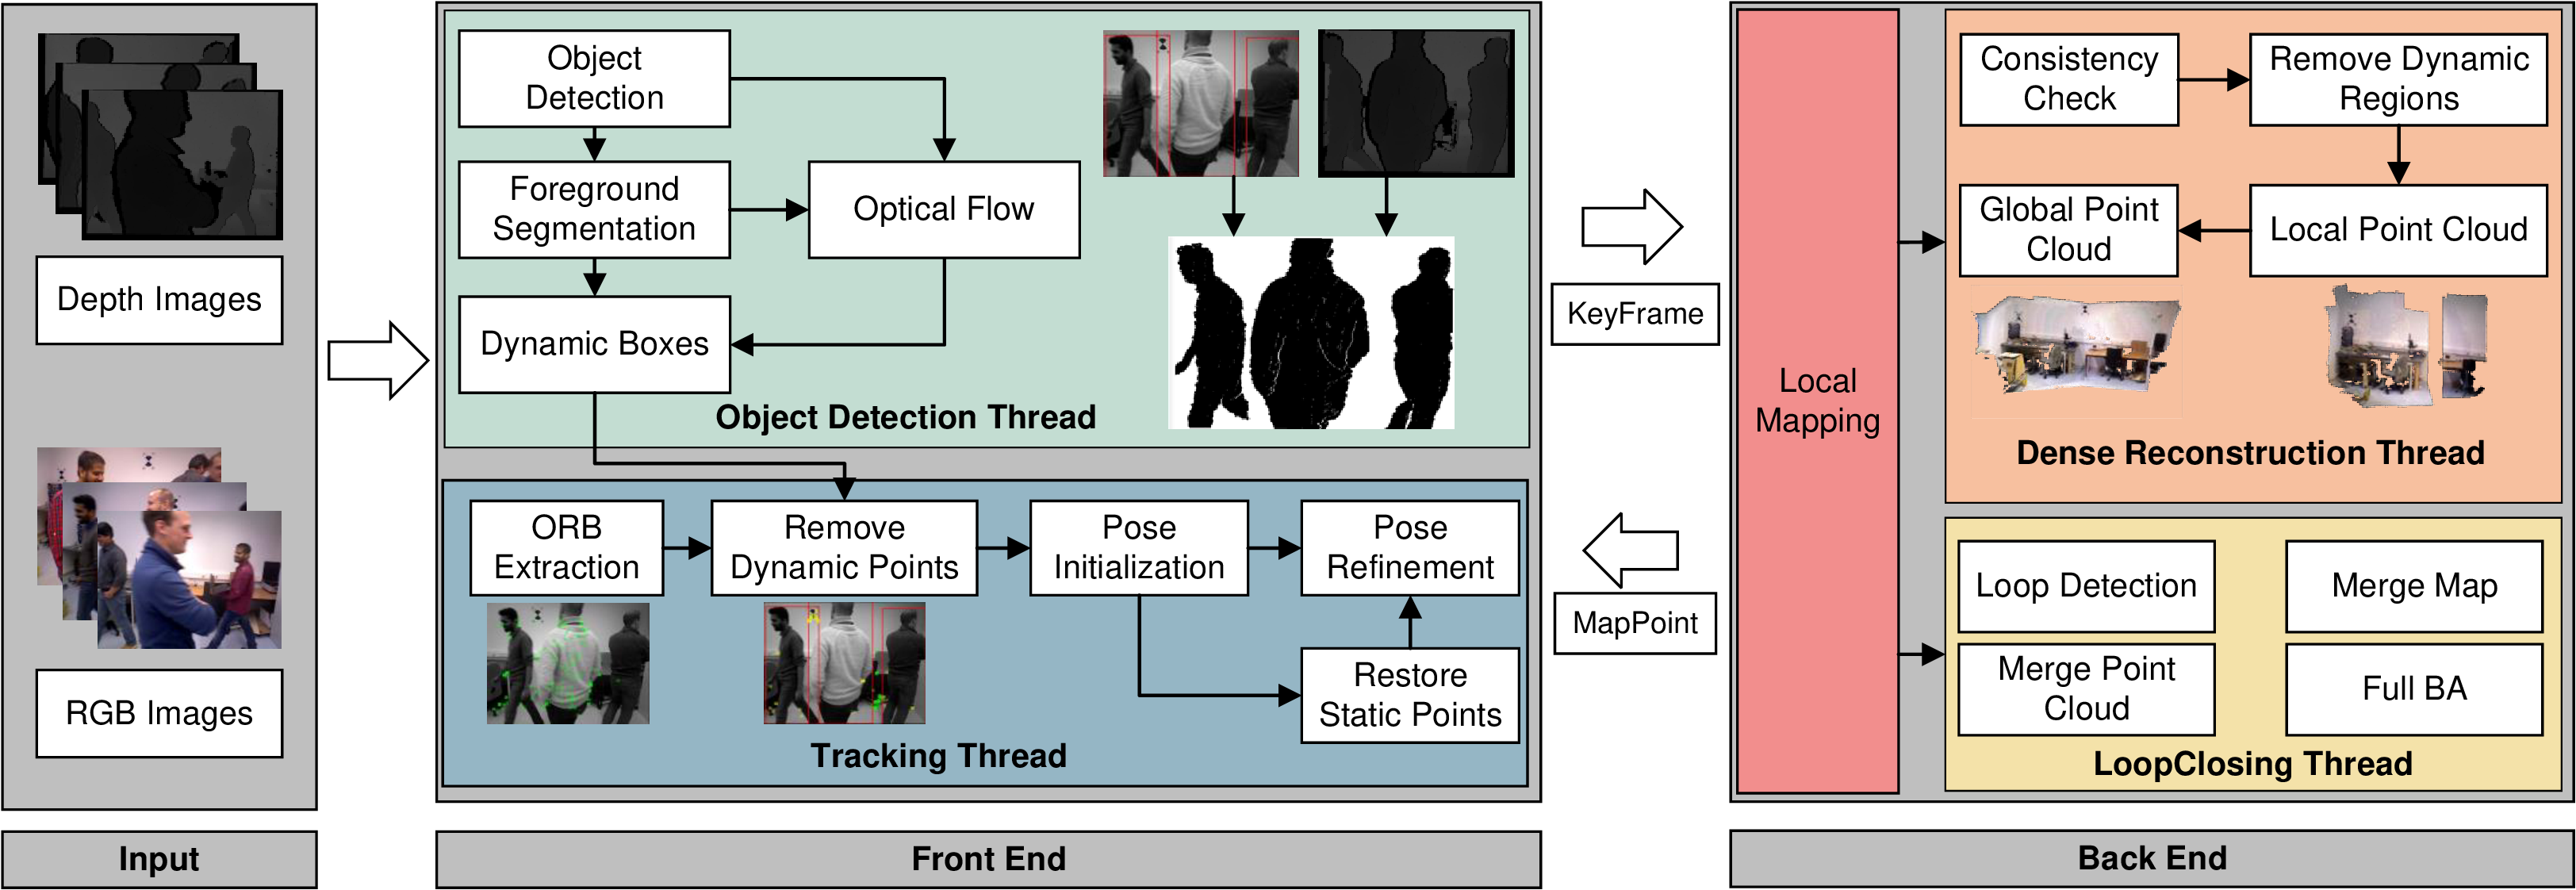 Depth Images
RGB Images
Input
Object
Detection
Foreground
Segmentation
Optical Flow
Dynamic Boxes
Object Detection Thread
ORB
Extraction
Remove
Dynamic Points
Pose
Initialization
Pose
Refinement
Restore
Static Points
Tracking Thread
Front End
KeyFrame
MapPoint
Local
Mapping
Consistency
Check
Remove Dynamic
Regions
Global Point
Cloud
Local Point Cloud
Dense Reconstruction Thread
Loop Detection
Merge Map
Merge Point
Cloud
Full BA
LoopClosing Thread
Back End